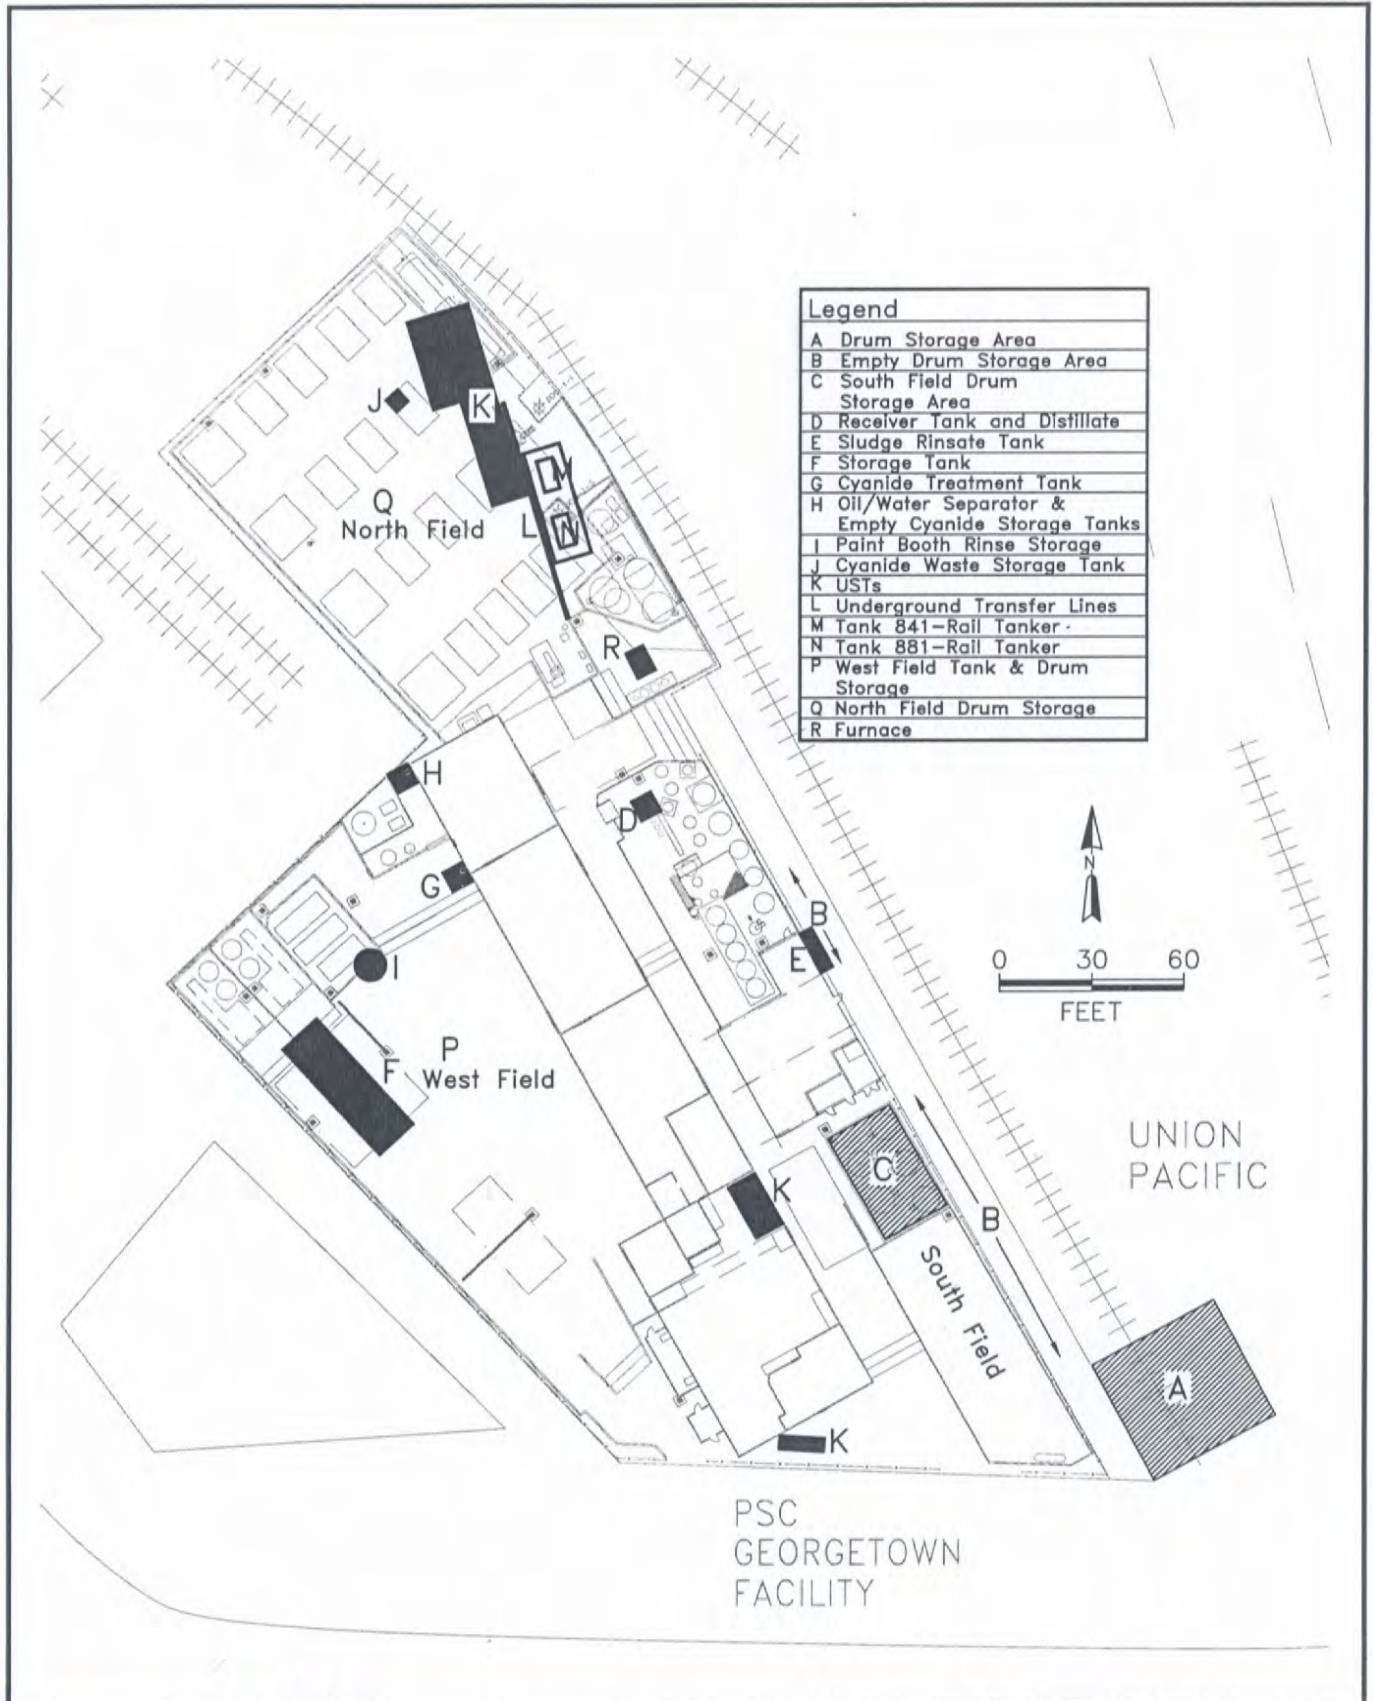 Legend
A Drum Storage Area
B Empty Drum Storage Area
C South Field Drum
Storage Area
D Receiver Tank and Distillate
E Sludge Rinsate Tank
F Storage Tank
G Cyanide Treatment Tank
H Oil/Water Separator &
Empty Cyanide Storage Tanks
I Paint Booth Rinse Storage
J Cyanide Waste Storage Tank
K USTs
L Underground Transfer Lines
M Tank 841-Rail Tanker
N Tank 881-Rail Tanker
P West Field Tank & Drum
Storage
Q North Field Drum Storage
R Furnace
J
K
Q
North Field
L
M
N
R
H
D
G
B
E
I
N
0 30 60
FEET
P
F
West Field
UNION
PACIFIC
C
K
B
South Field
A
K
PSC
GEORGETOWN
FACILITY